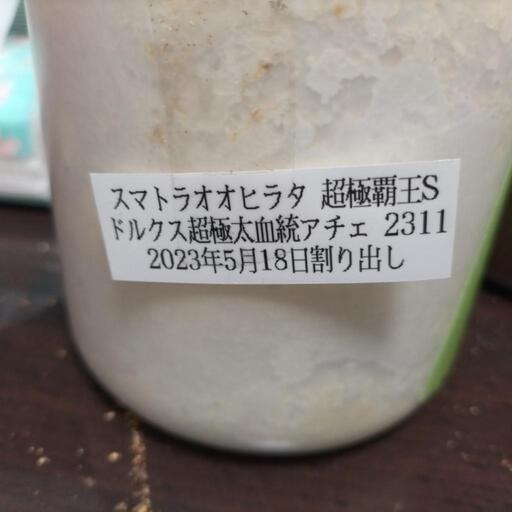 スマトラオオヒラタ 超極覇王S
ドルクス超極太血統アチェ 2311
2023年5月18日割り出し